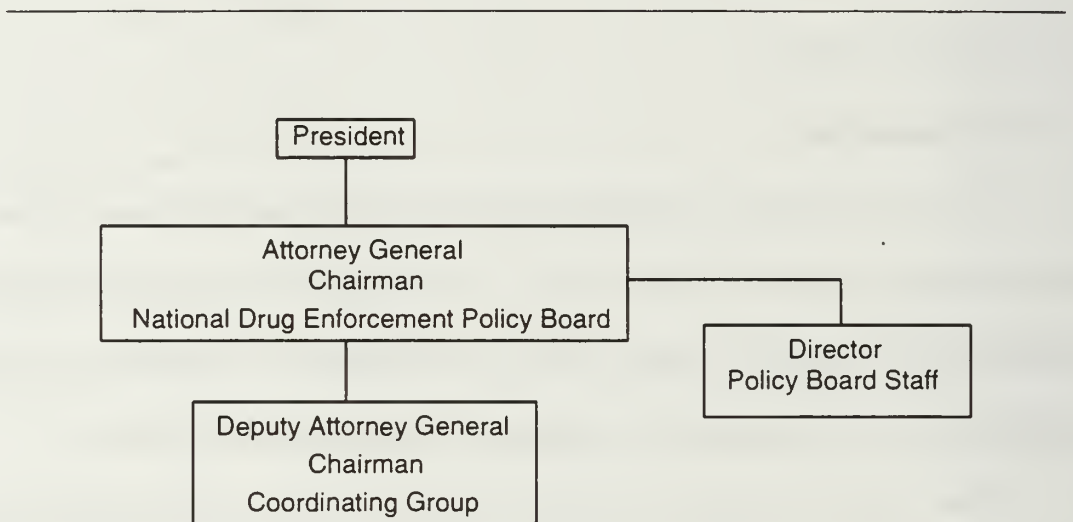 President
Attorney General
Chairman
National Drug Enforcement Policy Board
Director
Policy Board Staff
Deputy Attorney General
Chairman
Coordinating Group